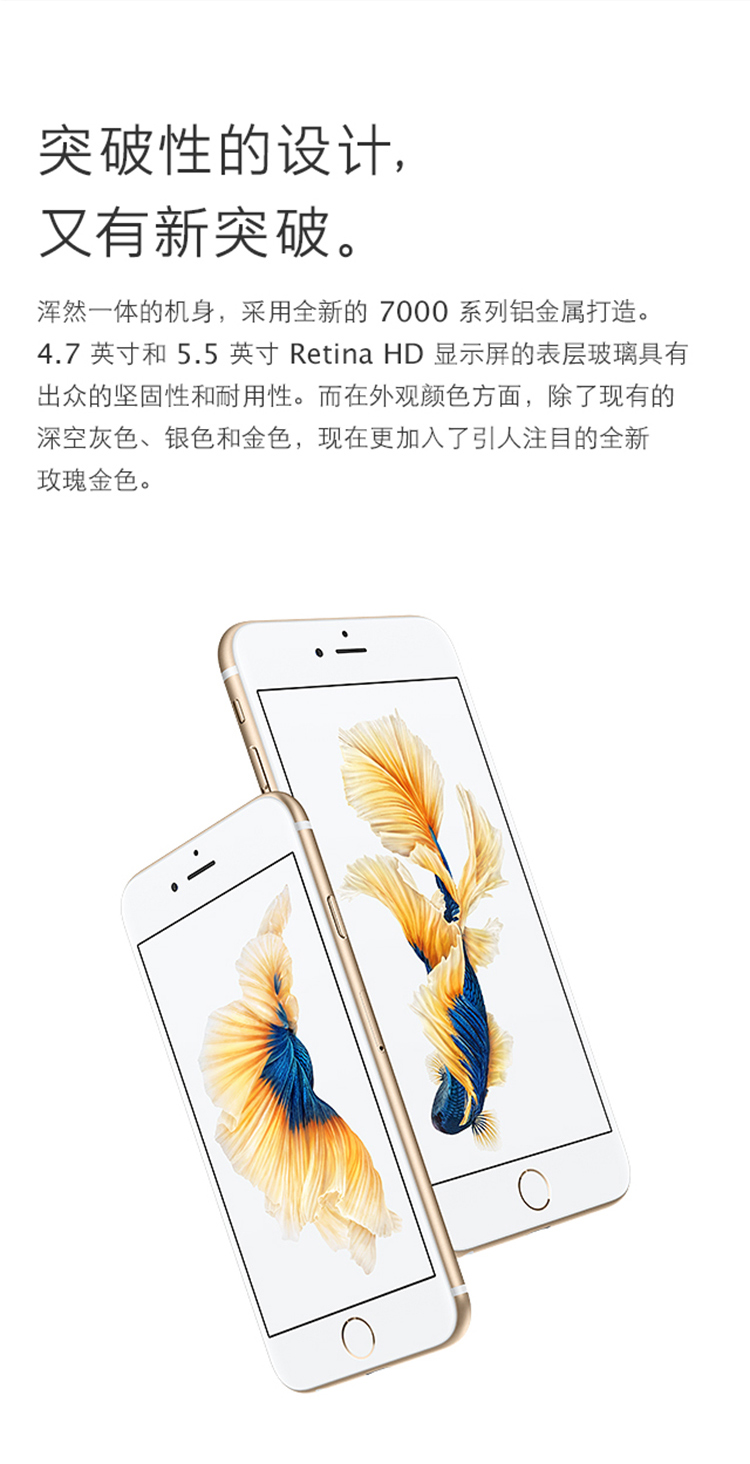 突破性的设计，
又有新突破。
浑然一体的机身，采用全新的 7000 系列铝金属打造。
4.7 英寸和 5.5 英寸 Retina HD 显示屏的表层玻璃具有
出众的坚固性和耐用性。而在外观颜色方面，除了现有的
深空灰色、银色和金色，现在更加入了引人注目的全新
玫瑰金色。